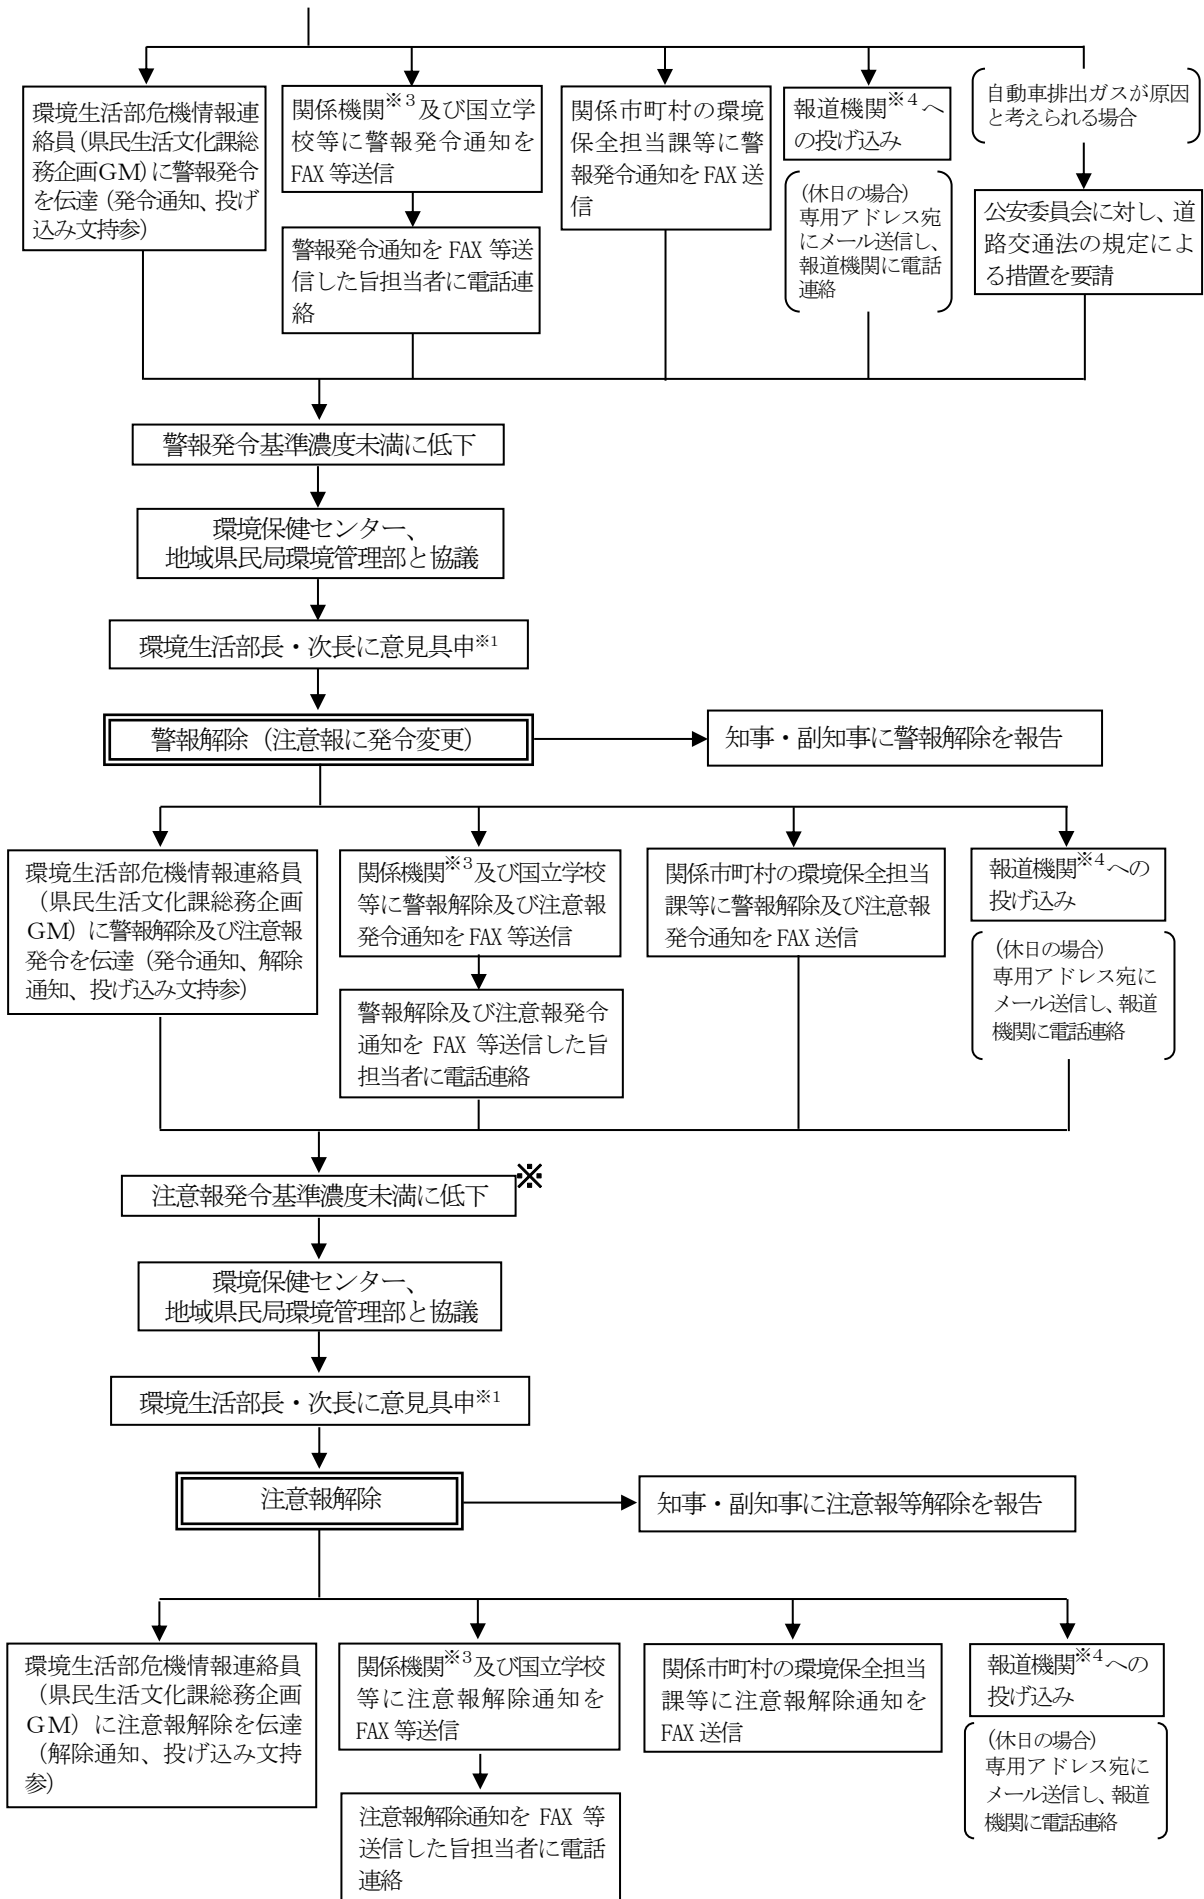 環境生活部危機情報連
絡員（県民生活文化課総
務企画GM）に警報発令
を伝達（発令通知、投げ
込み文持参）
関係機関※3及び国立学
校等に警報発令通知を
FAX 等送信
警報発令通知を FAX 等送
信した旨担当者に電話連
絡
関係市町村の環境
保全担当課等に警
報発令通知を FAX 送
信
報道機関※4へ
の投げ込み
（休日の場合）
専用アドレス宛
にメール送信し、
報道機関に電話
連絡
自動車排出ガスが原因
と考えられる場合
公安委員会に対し、道
路交通法の規定によ
る措置を要請
警報発令基準濃度未満に低下
環境保健センター、
地域県民局環境管理部と協議
環境生活部長・次長に意見具申※1
警報解除（注意報に発令変更）
知事・副知事に警報解除を報告
環境生活部危機情報連絡員
（県民生活文化課総務企画
GM）に警報解除及び注意報
発令を伝達（発令通知、解除
通知、投げ込み文持参）
関係機関※3及び国立学校
等に警報解除及び注意報
発令通知を FAX 等送信
警報解除及び注意報発令
通知を FAX 等送信した旨
担当者に電話連絡
関係市町村の環境保全担当
課等に警報解除及び注意報
発令通知を FAX 送信
報道機関※4への
投げ込み
（休日の場合）
専用アドレス宛に
メール送信し、報道
機関に電話連絡
注意報発令基準濃度未満に低下※
環境保健センター、
地域県民局環境管理部と協議
環境生活部長・次長に意見具申※1
注意報解除
知事・副知事に注意報等解除を報告
環境生活部危機情報連絡員
（県民生活文化課総務企画
GM）に注意報解除を伝達
（解除通知、投げ込み文持
参）
関係機関※3及び国立学校
等に注意報解除通知を
FAX 等送信
注意報解除通知を FAX 等
送信した旨担当者に電話
連絡
関係市町村の環境保全担当
課等に注意報解除通知を
FAX 送信
報道機関※4への
投げ込み
（休日の場合）
専用アドレス宛に
メール送信し、報道
機関に電話連絡